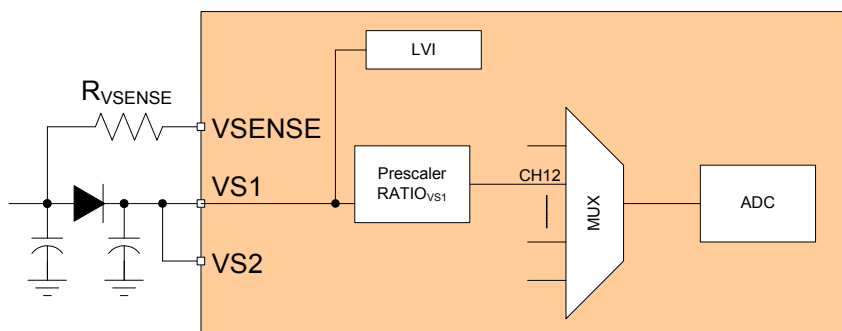 LVI
RVSENSE
VSENSE
VS1
Prescaler
RATIOVS1
CH12
MUX
ADC
VS2